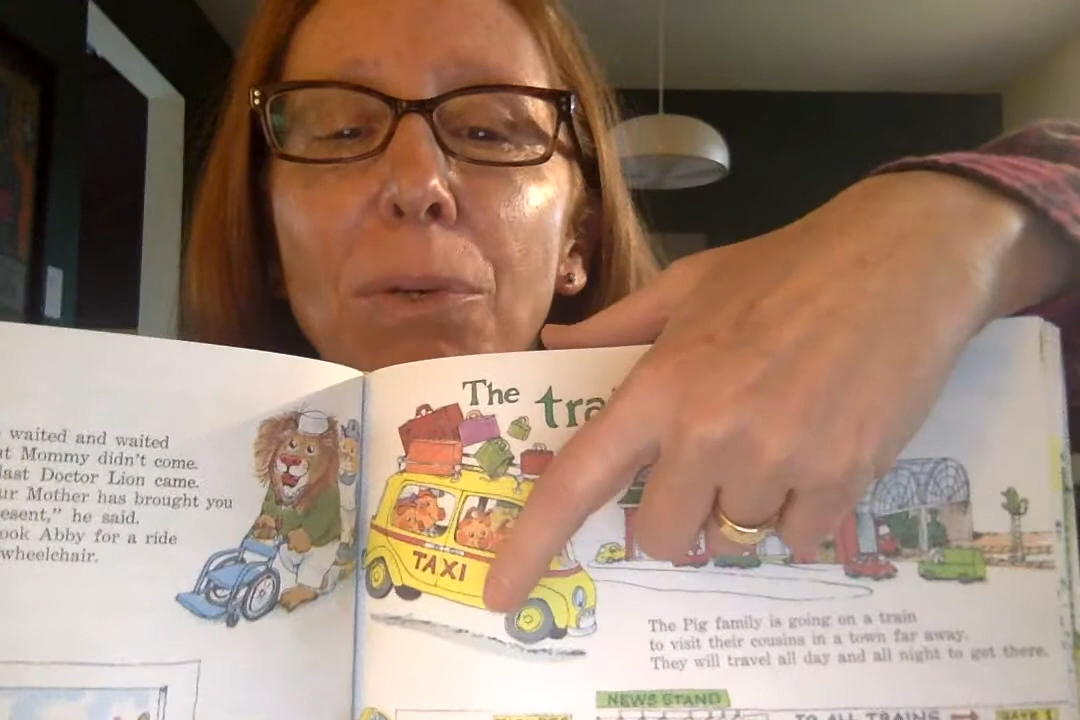 waited and waited
Mommy didn't come.
last Doctor Lion came.
Mother has brought you
he said.
Abby for a ride
wheelchair.
The
TAXI
The Pig family is going on a train
to visit their cousins in a town far away.
They will travel all day and all night to get there.
NEWS STAND
TO ALL TRAINS